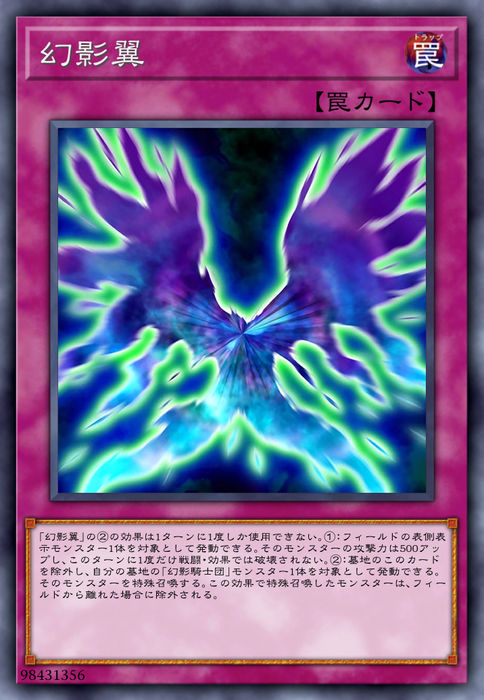 幻影翼
トラップ
罠
【罠カード】
「幻影翼」の②の効果は1ターンに1度しか使用できない。①:フィールドの表側表
示モンスター1体を対象として発動できる。そのモンスターの攻撃力は500アッ
プし、このターンに1度だけ戦闘・効果では破壊されない。②:墓地のこのカード
を除外し、自分の墓地の「幻影騎士団」モンスター1体を対象として発動できる。
そのモンスターを特殊召喚する。この効果で特殊召喚したモンスターは、フィー
ルドから離れた場合に除外される。
98431356